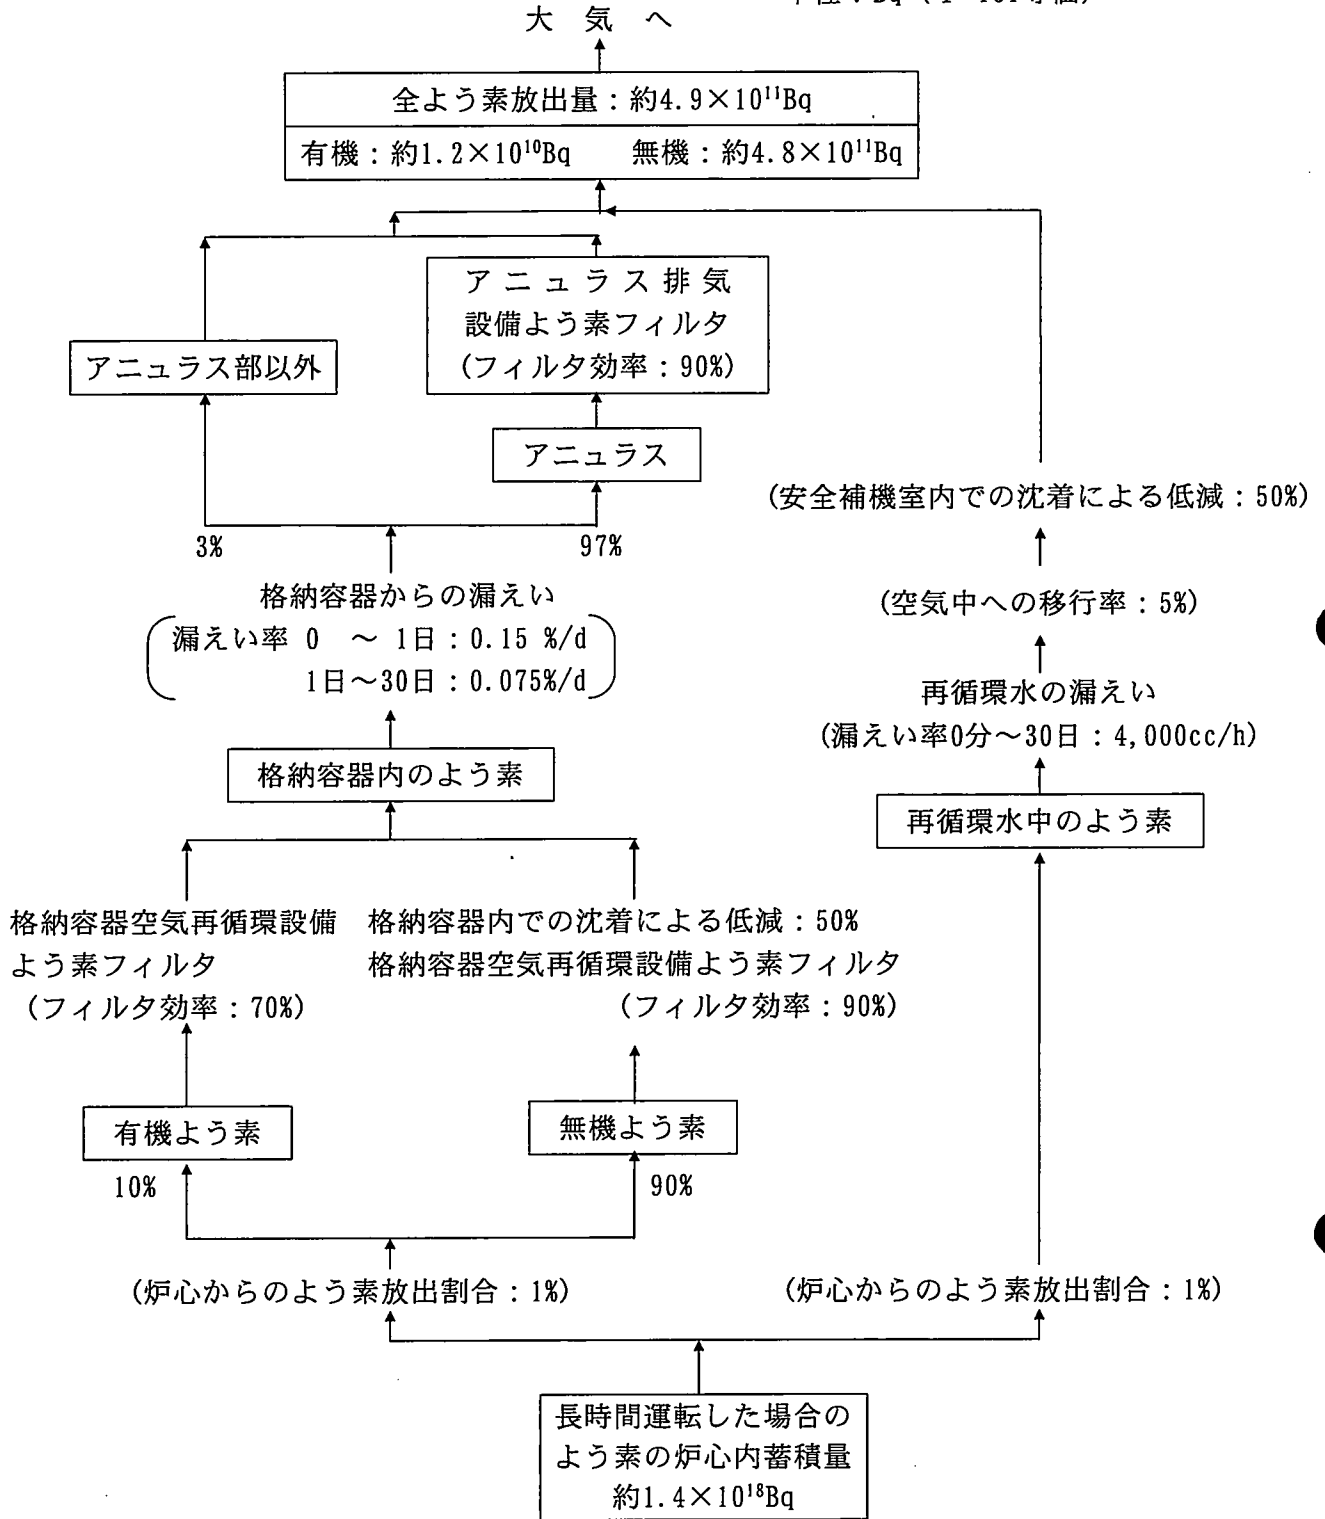 大気へ
全よう素放出量：約4.9×10¹¹Bq
有機：約1.2×10¹⁰Bq　無機：約4.8×10¹¹Bq
アニュラス排気
設備よう素フィルタ
(フィルタ効率：90%)
アニュラス部以外
アニュラス
(安全補機室内での沈着による低減：50%)
3%
97%
格納容器からの漏えい
漏えい率 0 ～ 1日：0.15 %/d
1日～30日：0.075%/d
(空気中への移行率：5%)
再循環水の漏えい
(漏えい率0分～30日：4,000cc/h)
格納容器内のよう素
再循環水中のよう素
格納容器空気再循環設備
よう素フィルタ
(フィルタ効率：70%)
格納容器内での沈着による低減：50%
格納容器空気再循環設備よう素フィルタ
(フィルタ効率：90%)
有機よう素
無機よう素
10%
90%
(炉心からのよう素放出割合：1%)
(炉心からのよう素放出割合：1%)
長時間運転した場合の
よう素の炉心内蓄積量
約1.4×10¹⁸Bq